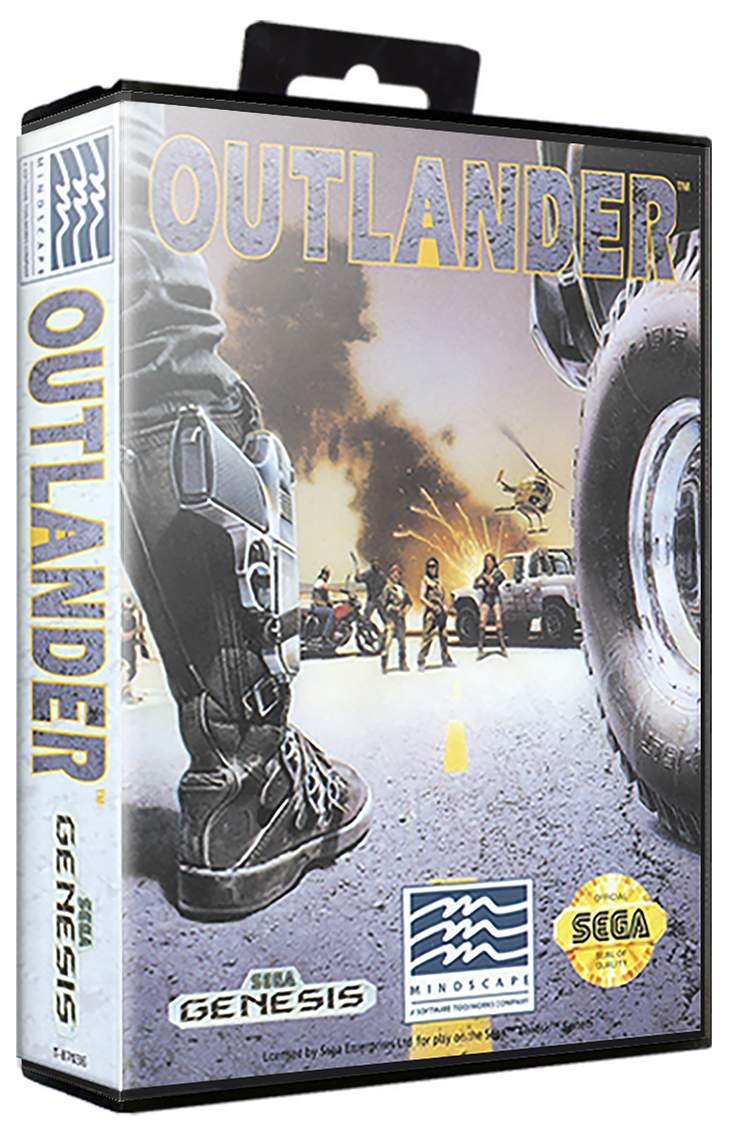 MINDSCAPE
OUTLANDER™
SEGA
GENESIS
OUTLANDER™
SEGA
GENESIS
MINDSCAPE
A SOFTWARE TOOLWORKS COMPANY
OFFICIAL
SEGA
SEAL OF
QUALITY
Licensed by Sega Enterprises Ltd for play on the Sega™ Genesis™ System